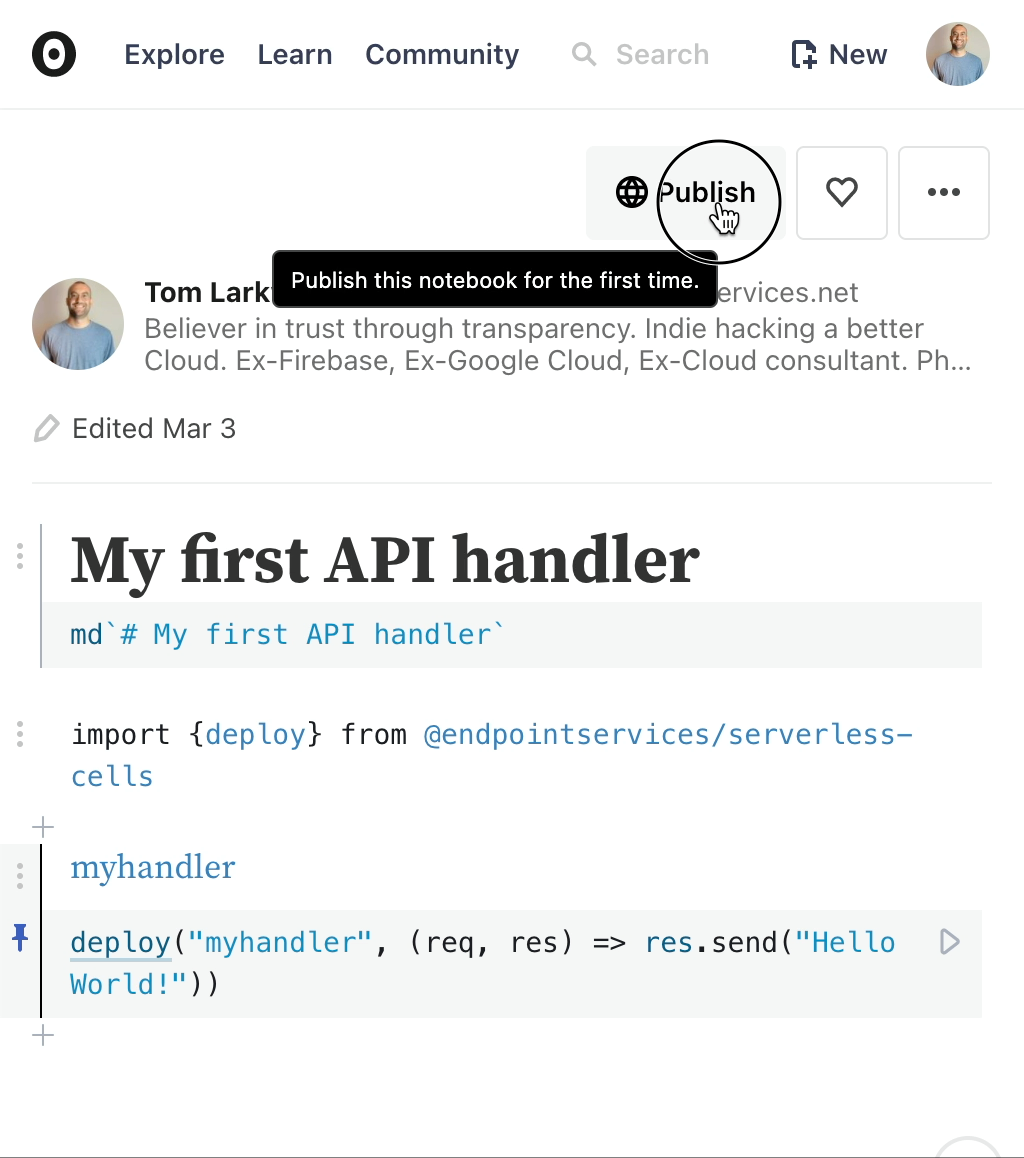 Explore Learn Community Search New
Publish
Publish this notebook for the first time.
Tom Lark ervices.net
Believer in trust through transparency. Indie hacking a better
Cloud. Ex-Firebase, Ex-Google Cloud, Ex-Cloud consultant. Ph...
Edited Mar 3
My first API handler
md`# My first API handler`
import {deploy} from @endpointservices/serverless-
cells
myhandler
deploy("myhandler", (req, res) => res.send("Hello
World!"))